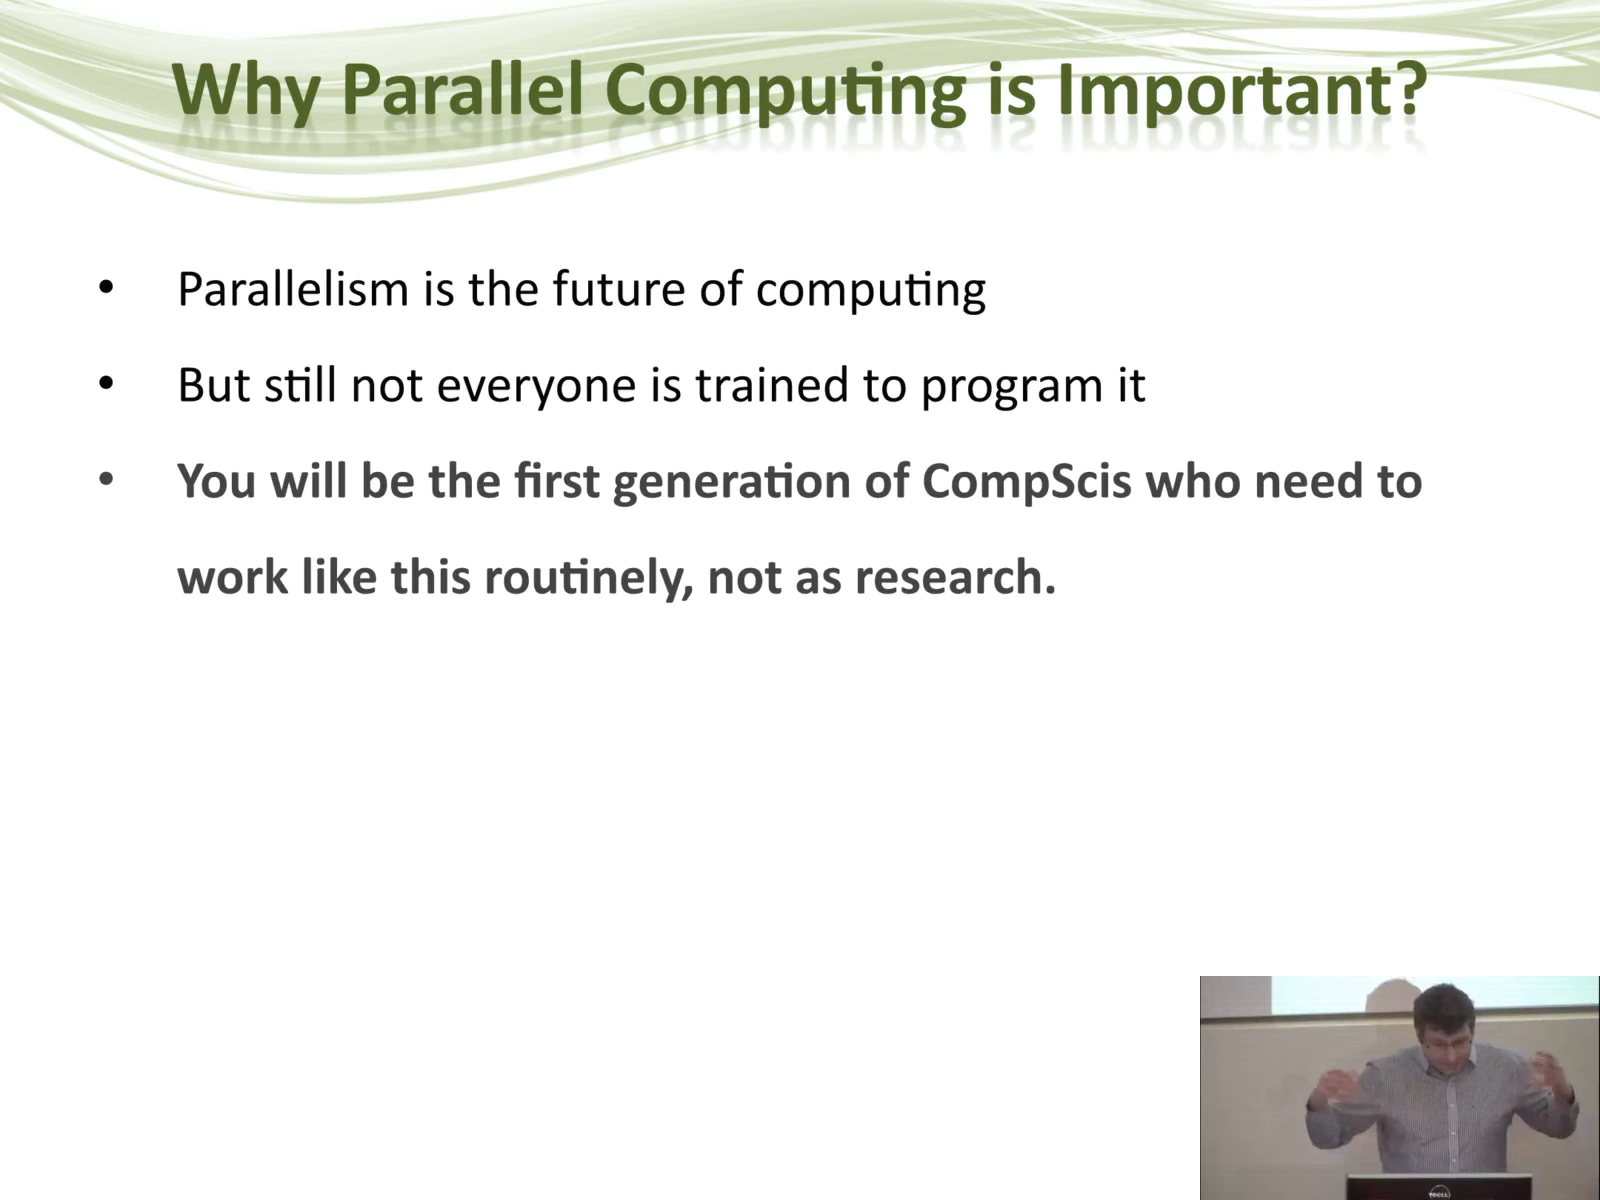 Why Parallel Computing is Important?
• Parallelism is the future of computing
• But still not everyone is trained to program it
• You will be the first generation of CompScis who need to
work like this routinely, not as research.
DELL